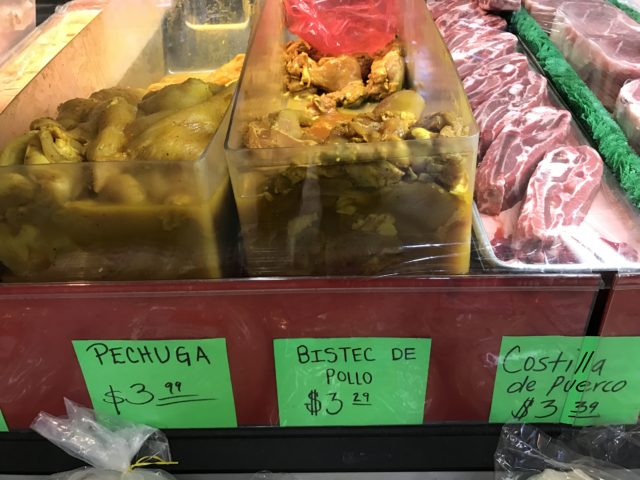 PECHUGA
$3.99
BISTEC DE
POLLO
$3.29
Costilla
de Puerco
$3.39